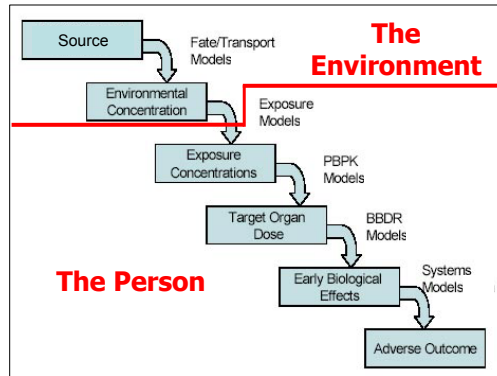 Source
Fate/Transport
Models
The
Environment
Environmental
Concentration
Exposure
Models
Exposure
Concentrations
PBPK
Models
Target Organ
Dose
BBDR
Models
The Person
Early Biological
Effects
Systems
Models
Adverse Outcome